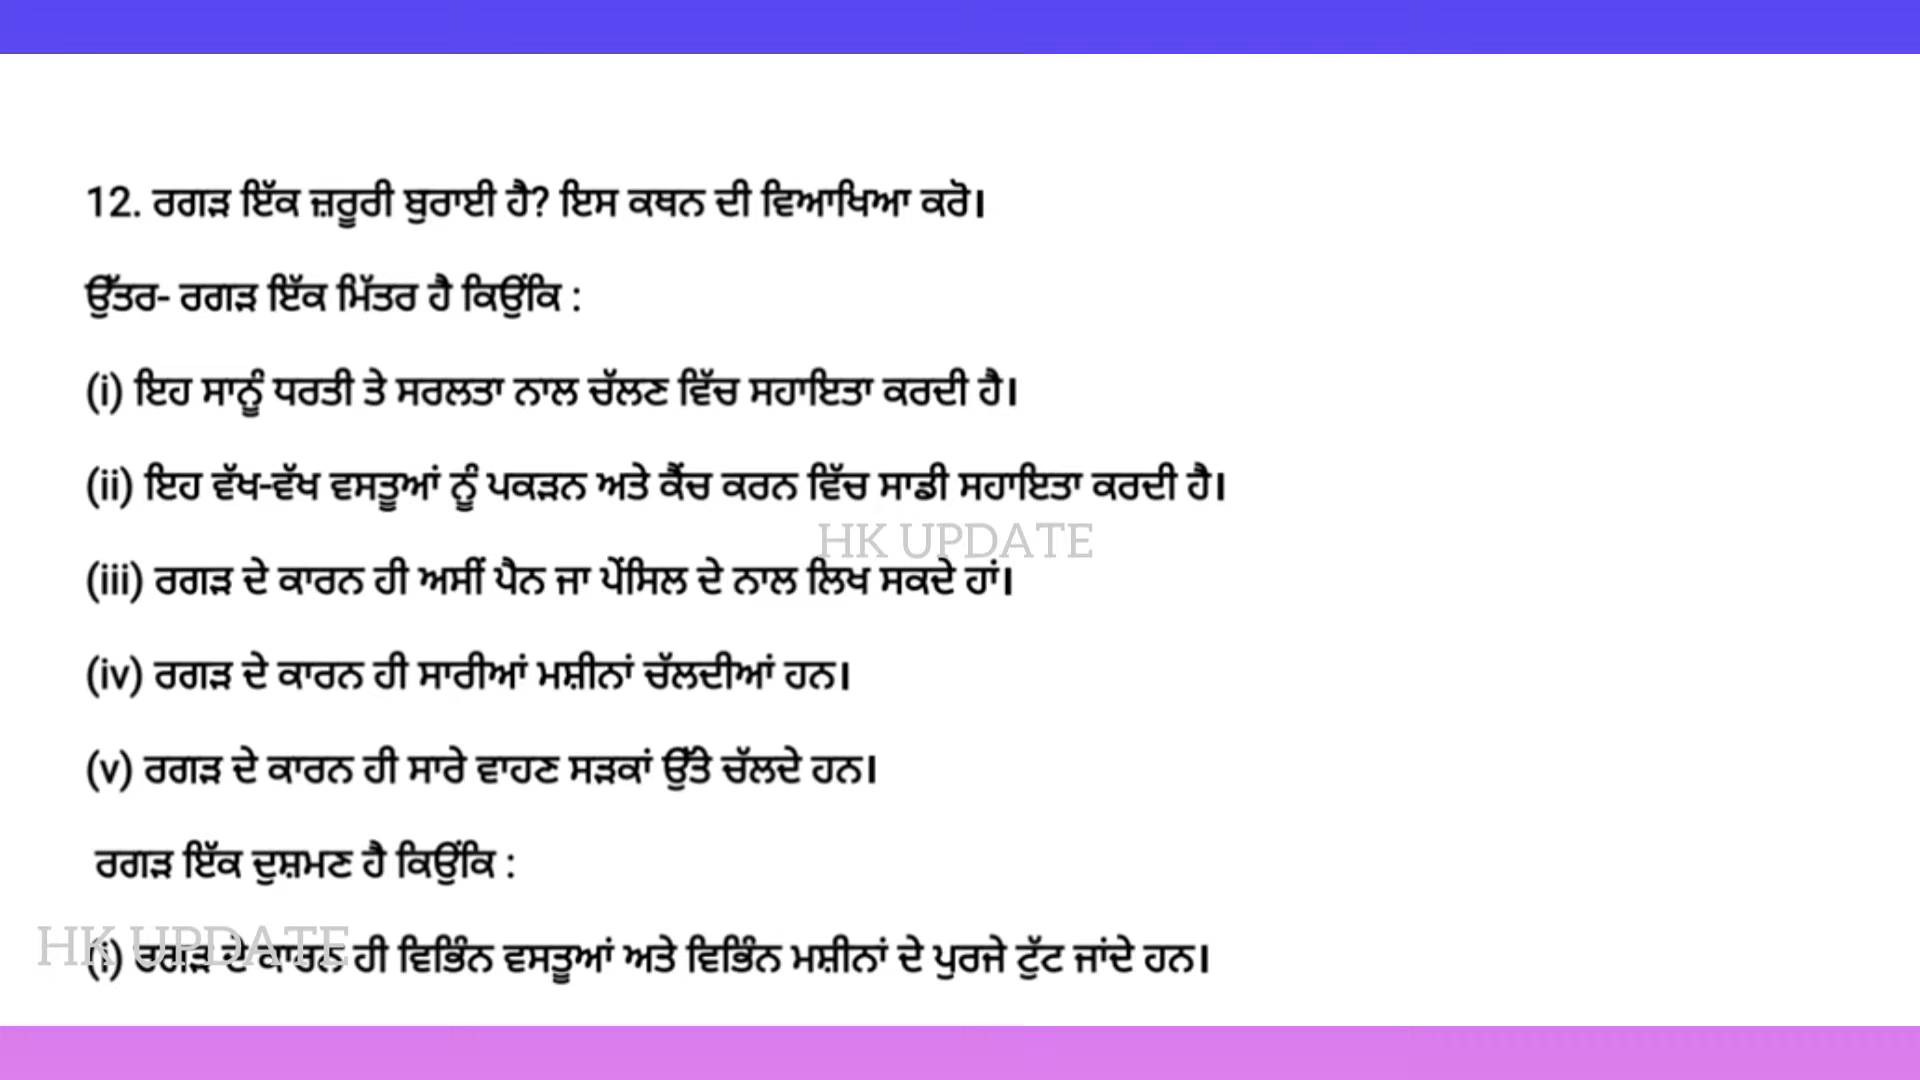 12. ਰਗੜ ਇੱਕ ਜ਼ਰੂਰੀ ਬੁਰਾਈ ਹੈ? ਇਸ ਕਥਨ ਦੀ ਵਿਆਖਿਆ ਕਰੋ।
ਉੱਤਰ- ਰਗੜ ਇੱਕ ਮਿੱਤਰ ਹੈ ਕਿਉਂਕਿ :
(i) ਇਹ ਸਾਨੂੰ ਧਰਤੀ ਤੇ ਸਰਲਤਾ ਨਾਲ ਚੱਲਣ ਵਿੱਚ ਸਹਾਇਤਾ ਕਰਦੀ ਹੈ।
(ii) ਇਹ ਵੱਖ-ਵੱਖ ਵਸਤੂਆਂ ਨੂੰ ਪਕੜਨ ਅਤੇ ਕੈਂਚ ਕਰਨ ਵਿੱਚ ਸਾਡੀ ਸਹਾਇਤਾ ਕਰਦੀ ਹੈ।
HK UPDATE
(iii) ਰਗੜ ਦੇ ਕਾਰਨ ਹੀ ਅਸੀਂ ਪੈਨ ਜਾ ਪੇਂਸਿਲ ਦੇ ਨਾਲ ਲਿਖ ਸਕਦੇ ਹਾਂ।
(iv) ਰਗੜ ਦੇ ਕਾਰਨ ਹੀ ਸਾਰੀਆਂ ਮਸ਼ੀਨਾਂ ਚੱਲਦੀਆਂ ਹਨ।
(v) ਰਗੜ ਦੇ ਕਾਰਨ ਹੀ ਸਾਰੇ ਵਾਹਣ ਸੜਕਾਂ ਉੱਤੇ ਚੱਲਦੇ ਹਨ।
ਰਗੜ ਇੱਕ ਦੁਸ਼ਮਣ ਹੈ ਕਿਉਂਕਿ :
HK UPDATE
(i) ਰਗੜ ਦੇ ਕਾਰਨ ਹੀ ਵਿਭਿੰਨ ਵਸਤੂਆਂ ਅਤੇ ਵਿਭਿੰਨ ਮਸ਼ੀਨਾਂ ਦੇ ਪੁਰਜੇ ਟੁੱਟ ਜਾਂਦੇ ਹਨ।